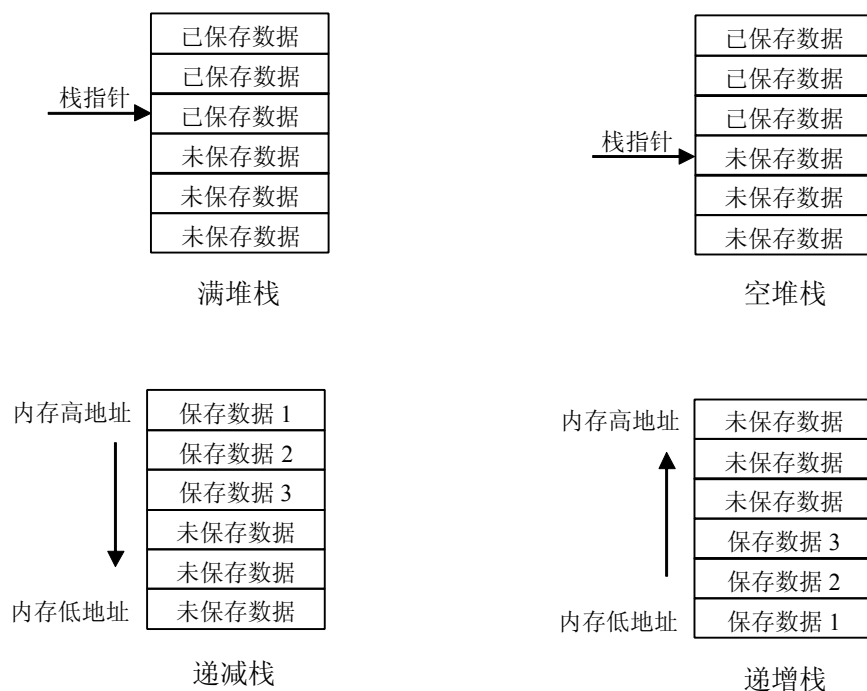 已保存数据
已保存数据
栈指针
已保存数据
未保存数据
未保存数据
未保存数据
满堆栈
已保存数据
已保存数据
已保存数据
栈指针
未保存数据
未保存数据
未保存数据
空堆栈
内存高地址
保存数据 1
保存数据 2
保存数据 3
未保存数据
未保存数据
内存低地址
未保存数据
递减栈
内存高地址
未保存数据
未保存数据
未保存数据
保存数据 3
保存数据 2
内存低地址
保存数据 1
递增栈